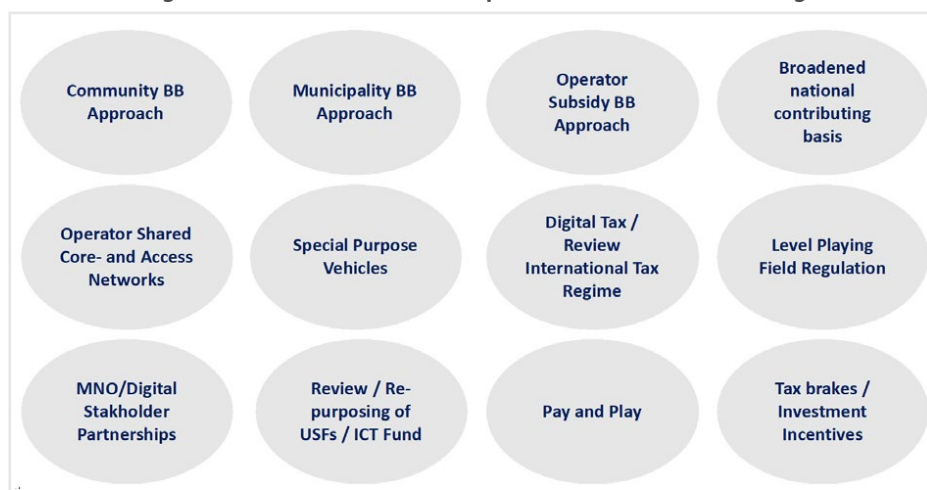 Community BB
Approach
Municipality BB
Approach
Operator
Subsidy BB
Approach
Broadened
national
contributing
basis
Operator Shared
Core- and Access
Networks
Special Purpose
Vehicles
Digital Tax /
Review
International Tax
Regime
Level Playing
Field Regulation
MNO/Digital
Stakholder
Partnerships
Review / Re-
purposing of
USFs / ICT Fund
Pay and Play
Tax brakes /
Investment
Incentives